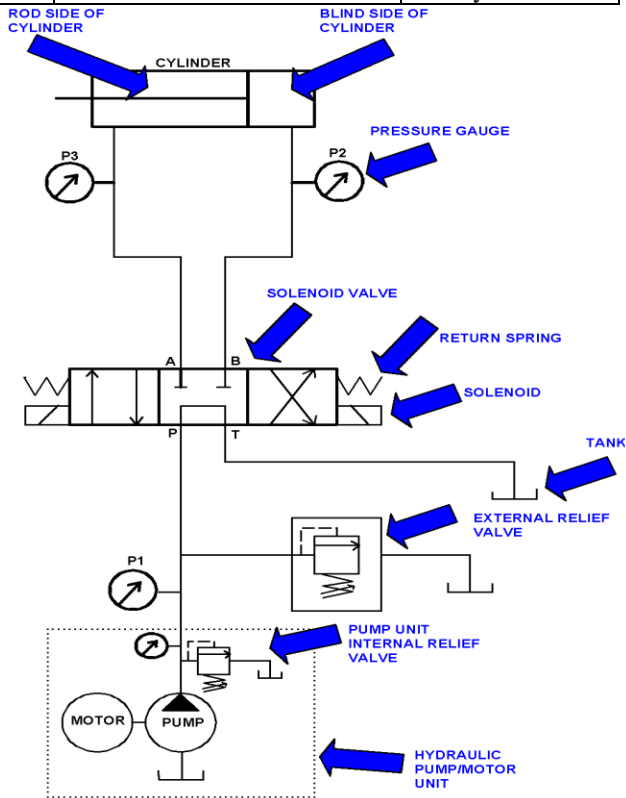 ROD SIDE OF
CYLINDER
BLIND SIDE OF
CYLINDER
CYLINDER
PRESSURE GAUGE
P3
P2
SOLENOID VALVE
RETURN SPRING
A
B
SOLENOID
P
T
TANK
EXTERNAL RELIEF
VALVE
P1
PUMP UNIT
INTERNAL RELIEF
VALVE
MOTOR
PUMP
HYDRAULIC
PUMP/MOTOR
UNIT